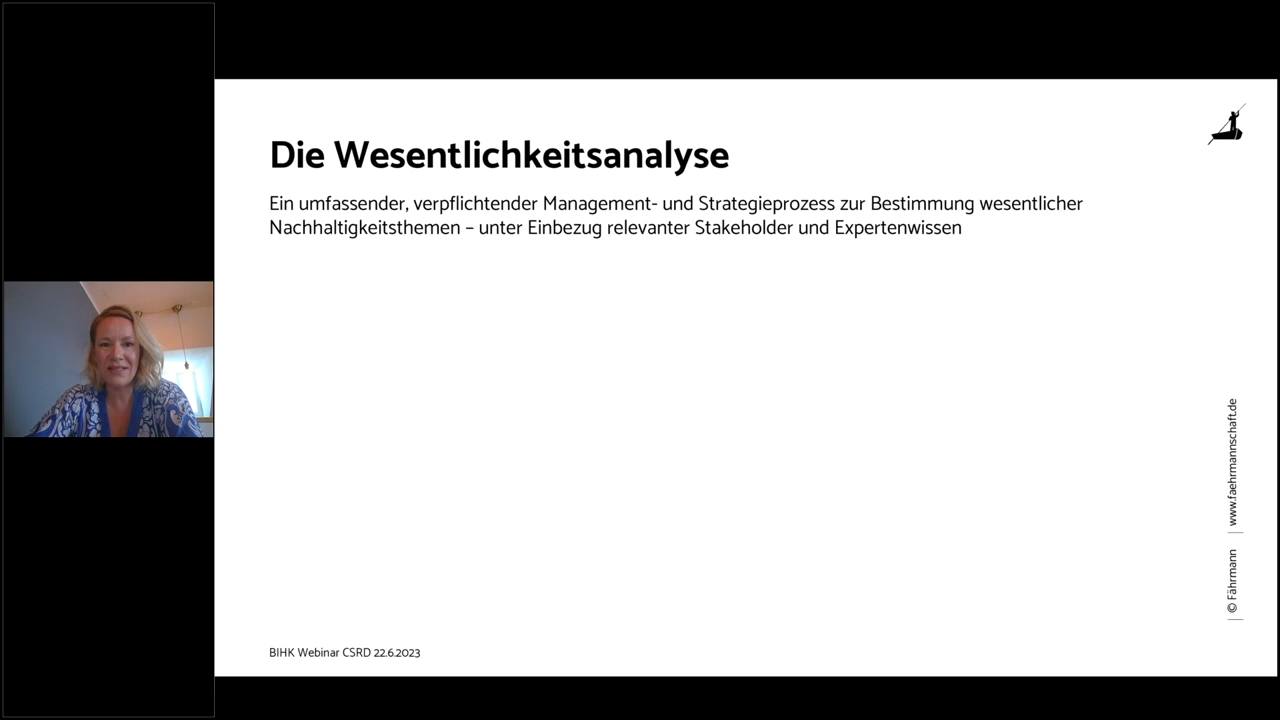 Die Wesentlichkeitsanalyse
Ein umfassender, verpflichtender Management- und Strategieprozess zur Bestimmung wesentlicher
Nachhaltigkeitsthemen – unter Einbezug relevanter Stakeholder und Expertenwissen
www.faehrmannschaft.de
© Fährmann
BIHK Webinar CSRD 22.6.2023